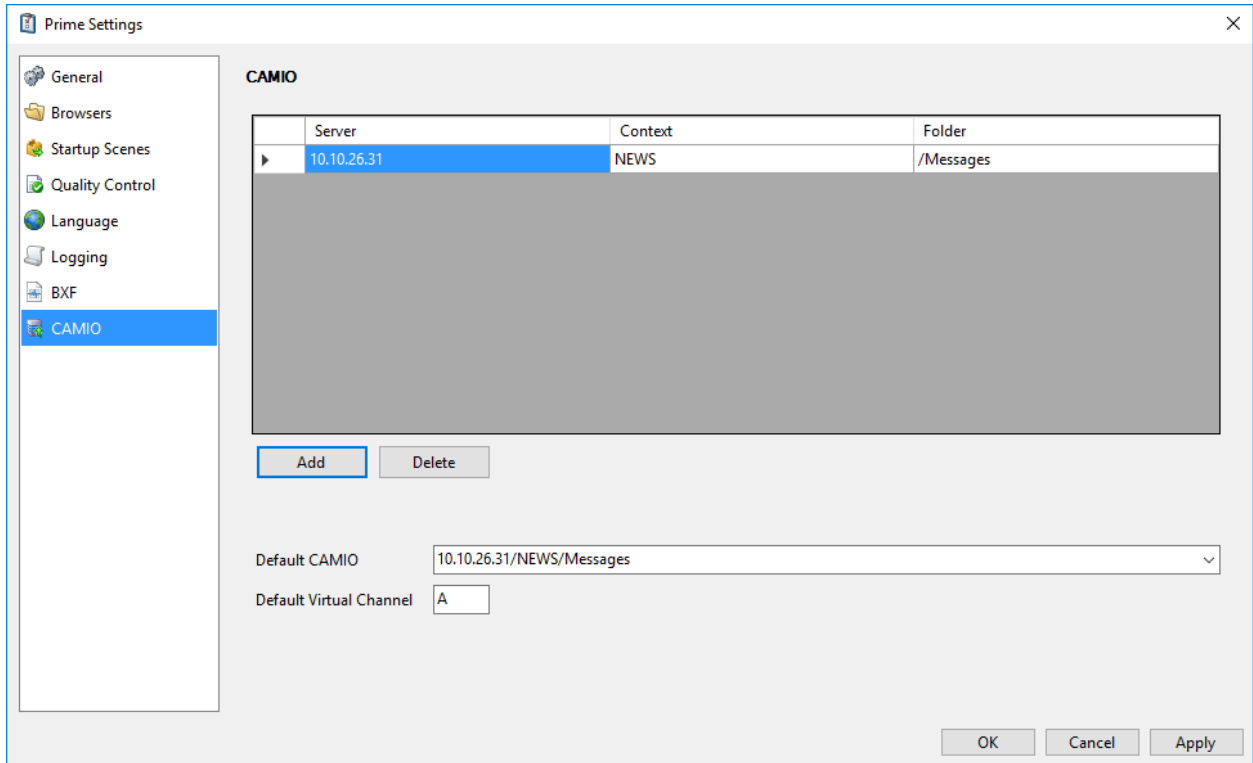 Prime Settings
General
Browsers
Startup Scenes
Quality Control
Language
Logging
BXF
CAMIO
CAMIO
Server Context Folder
10.10.26.31 NEWS /Messages
Add Delete
Default CAMIO 10.10.26.31/NEWS/Messages
Default Virtual Channel A
OK Cancel Apply